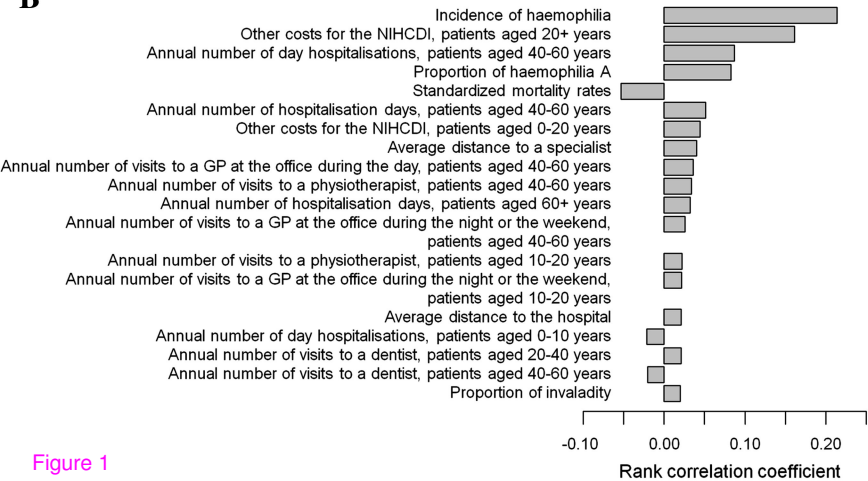 B
Incidence of haemophilia
Other costs for the NIHCDI, patients aged 20+ years
Annual number of day hospitalisations, patients aged 40-60 years
Proportion of haemophilia A
Standardized mortality rates
Annual number of hospitalisation days, patients aged 40-60 years
Other costs for the NIHCDI, patients aged 0-20 years
Average distance to a specialist
Annual number of visits to a GP at the office during the day, patients aged 40-60 years
Annual number of visits to a physiotherapist, patients aged 40-60 years
Annual number of hospitalisation days, patients aged 60+ years
Annual number of visits to a GP at the office during the night or the weekend,
patients aged 40-60 years
Annual number of visits to a physiotherapist, patients aged 10-20 years
Annual number of visits to a GP at the office during the night or the weekend,
patients aged 10-20 years
Average distance to the hospital
Annual number of day hospitalisations, patients aged 0-10 years
Annual number of visits to a dentist, patients aged 20-40 years
Annual number of visits to a dentist, patients aged 40-60 years
Proportion of invaladity
-0.10 0.00 0.10 0.20
Rank correlation coefficient
Figure 1